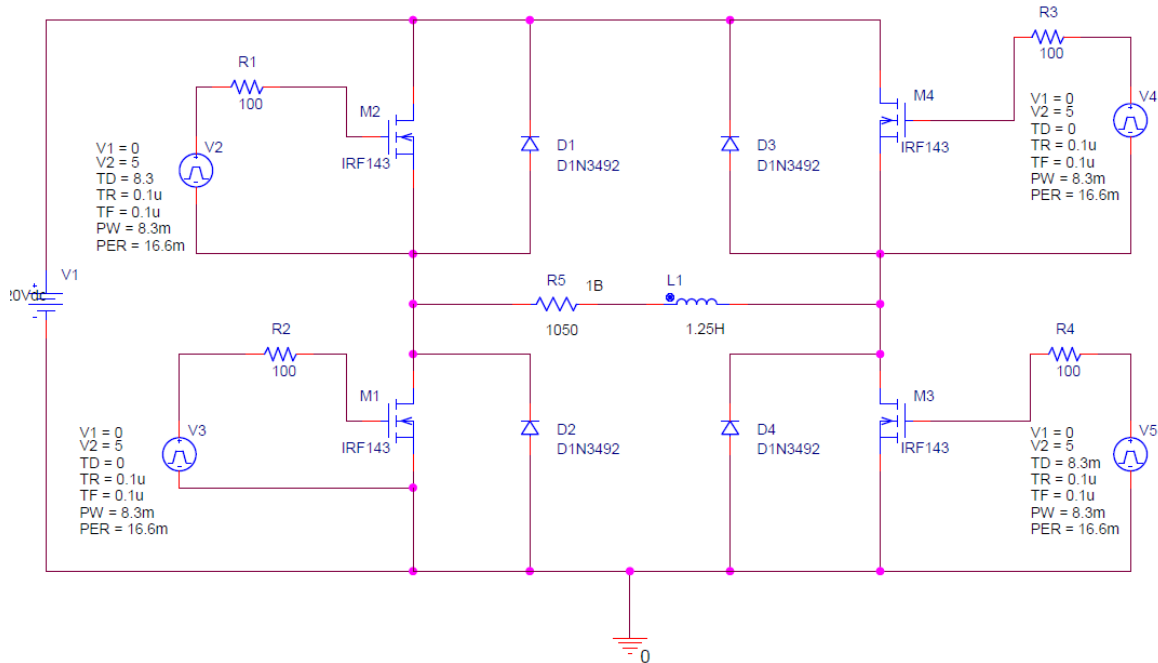 R1
100
V2
V1 = 0
V2 = 5
TD = 8.3
TR = 0.1u
TF = 0.1u
PW = 8.3m
PER = 16.6m
M2
IRF143
D1
D1N3492
D3
D1N3492
M4
IRF143
R3
100
V4
V1 = 0
V2 = 5
TD = 0
TR = 0.1u
TF = 0.1u
PW = 8.3m
PER = 16.6m
V1
20Vdc
R5
1B
1050
L1
1.25H
R2
100
V3
V1 = 0
V2 = 5
TD = 0
TR = 0.1u
TF = 0.1u
PW = 8.3m
PER = 16.6m
M1
IRF143
D2
D1N3492
D4
D1N3492
M3
IRF143
R4
100
V5
V1 = 0
V2 = 5
TD = 8.3m
TR = 0.1u
TF = 0.1u
PW = 8.3m
PER = 16.6m
0